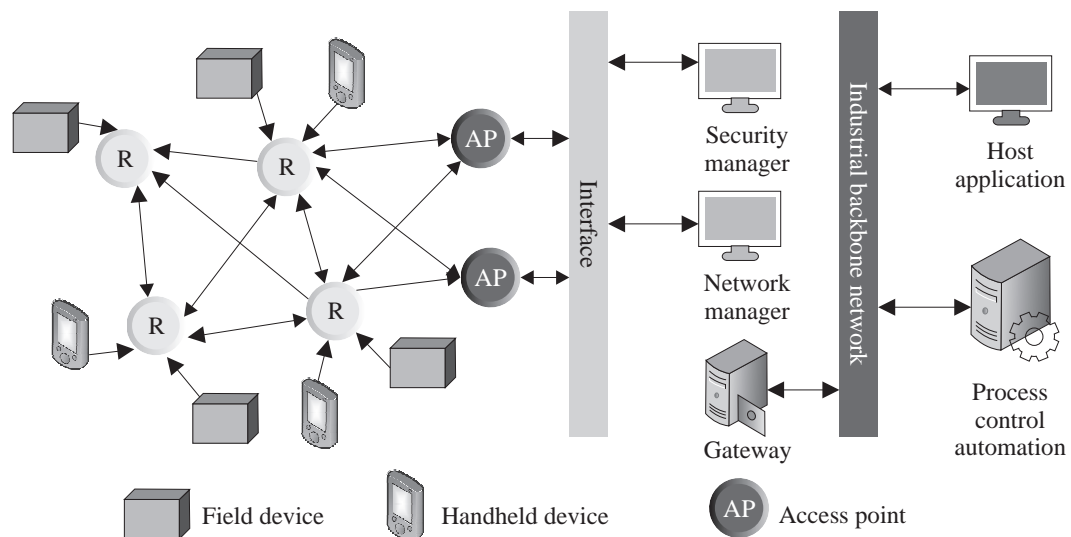 R
R
R
R
AP
AP
Interface
Security
manager
Network
manager
Gateway
Industrial backbone network
Host
application
Process
control
automation
Field device
Handheld device
AP
Access point